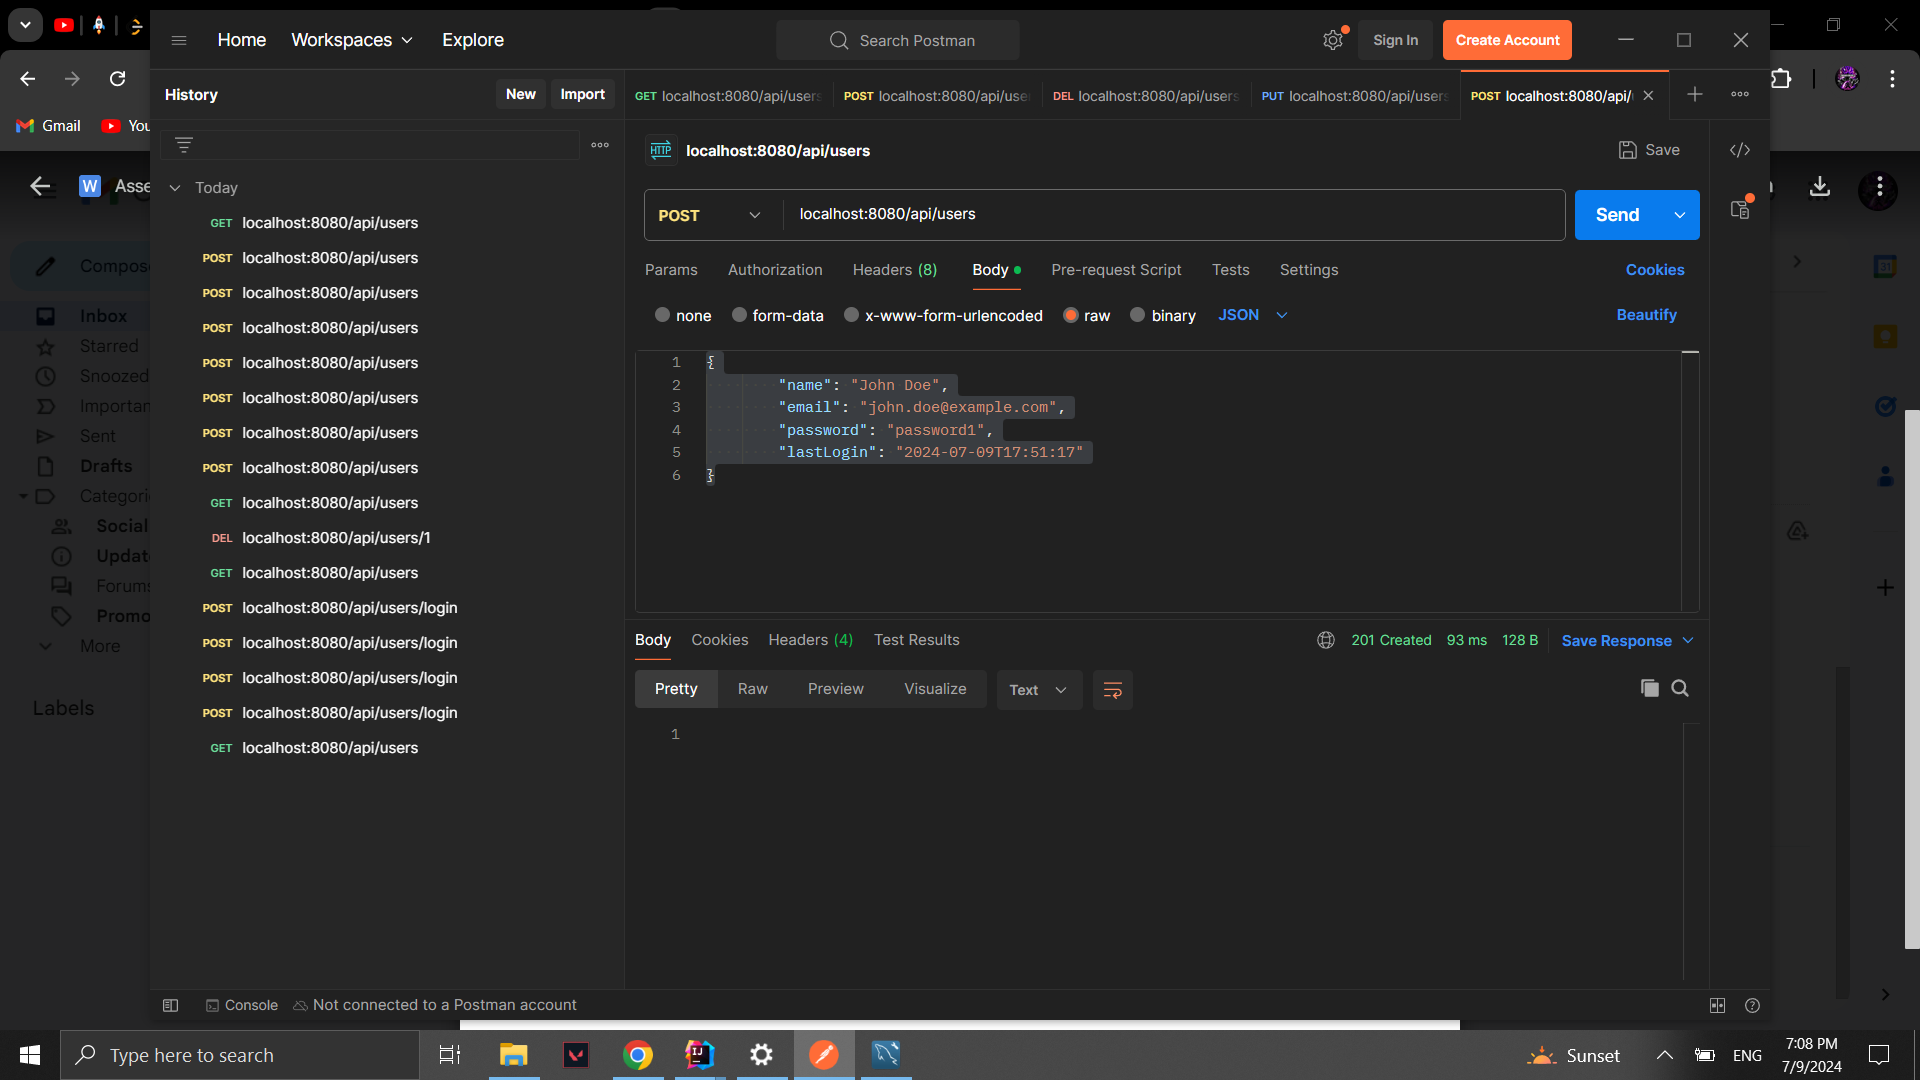 Home Workspaces Explore
Search Postman
Sign In Create Account
History New Import
GET localhost:8080/api/users
POST localhost:8080/api/use
DEL localhost:8080/api/users
PUT localhost:8080/api/users
POST localhost:8080/api/
Gmail You
HTTP localhost:8080/api/users
Save
Today
W Asse
GET localhost:8080/api/users
POST localhost:8080/api/users
POST localhost:8080/api/users
POST localhost:8080/api/users
POST localhost:8080/api/users
POST localhost:8080/api/users
POST localhost:8080/api/users
POST localhost:8080/api/users
GET localhost:8080/api/users
DEL localhost:8080/api/users/1
GET localhost:8080/api/users
POST localhost:8080/api/users/login
POST localhost:8080/api/users/login
POST localhost:8080/api/users/login
POST localhost:8080/api/users/login
GET localhost:8080/api/users
Compos
Inbox
Starred
Snoozed
Importan
Sent
Drafts
Categori
Social
Updat
Forums
Promo
More
Labels
POST localhost:8080/api/users Send
Params Authorization Headers (8) Body Pre-request Script Tests Settings Cookies
none form-data x-www-form-urlencoded raw binary JSON Beautify
1 {
2 "name": "John Doe",
3 "email": "john.doe@example.com",
4 "password": "password1",
5 "lastLogin": "2024-07-09T17:51:17"
6 }
Body Cookies Headers (4) Test Results 201 Created 93 ms 128 B Save Response
Pretty Raw Preview Visualize Text
1
31
Console Not connected to a Postman account
Type here to search
Sunset ENG
7:08 PM
7/9/2024